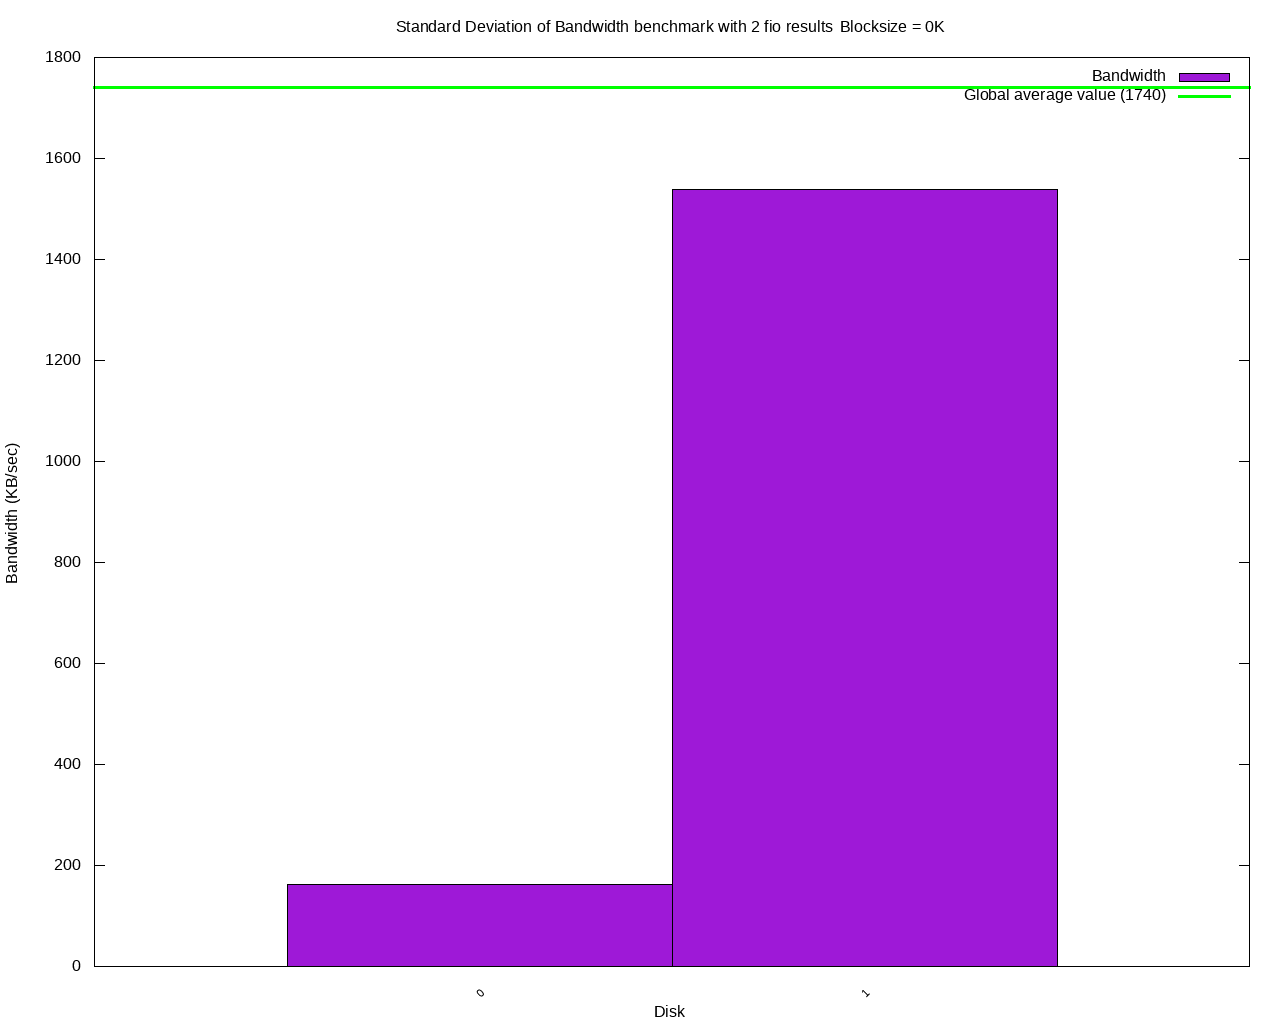 Standard Deviation of Bandwidth benchmark with 2 fio results Blocksize = 0K
Bandwidth
Global average value (1740)
1800
1600
1400
1200
1000
800
600
400
200
0
Bandwidth (KB/sec)
0
1
Disk